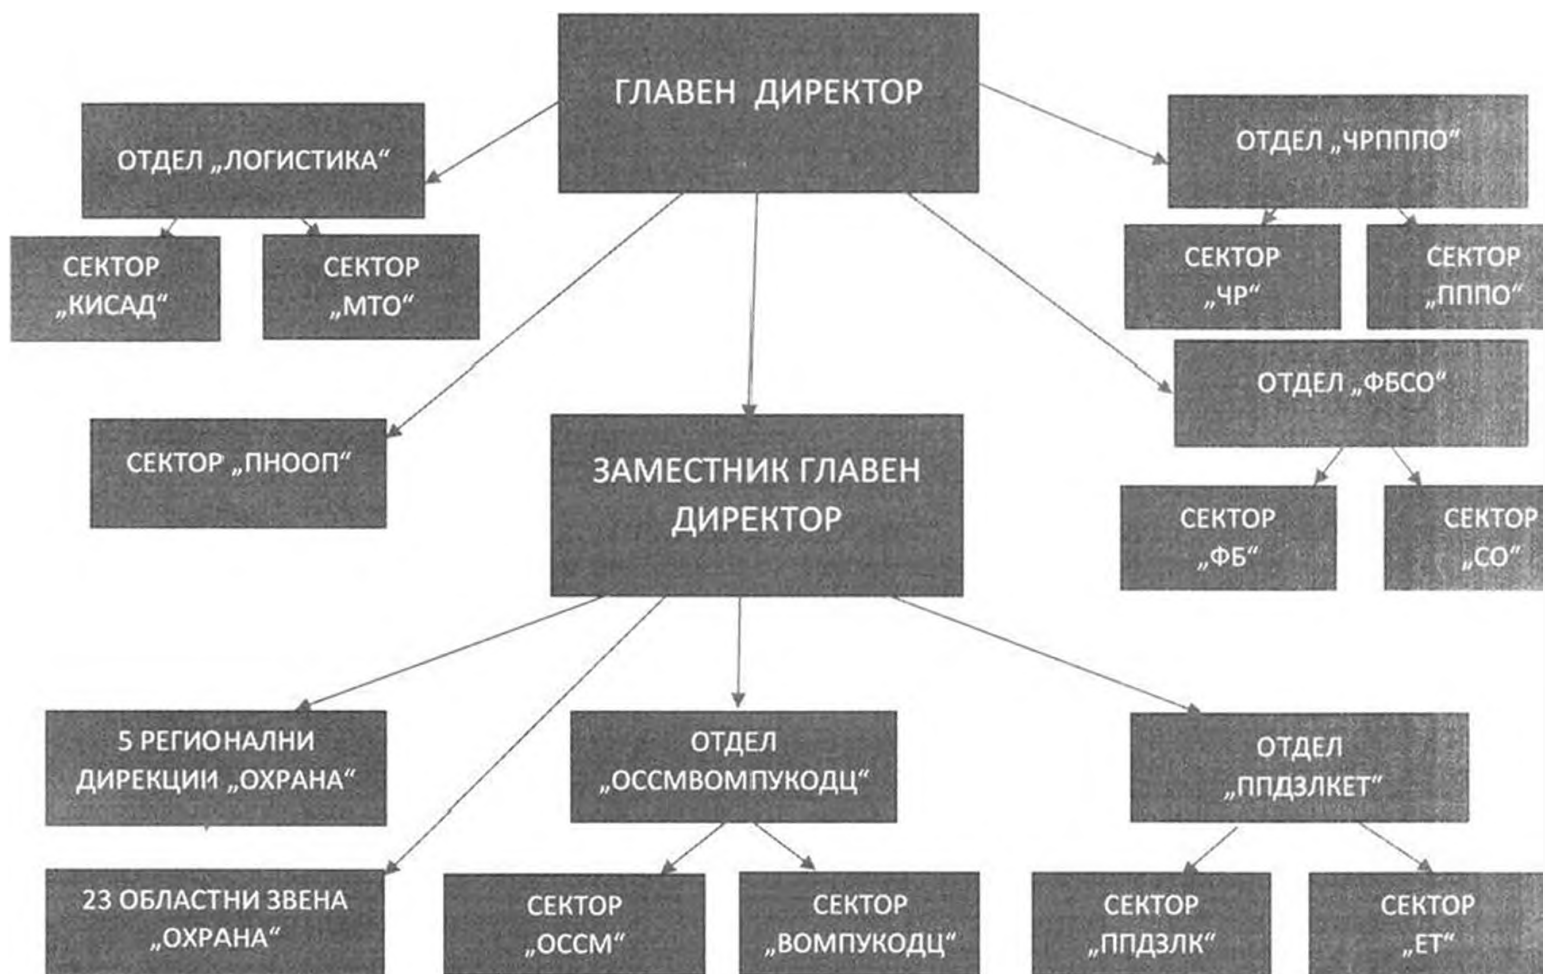 ГЛАВЕН ДИРЕКТОР
ОТДЕЛ „ЛОГИСТИКА“
ОТДЕЛ „ЧРПППО“
СЕКТОР
„КИСАД“
СЕКТОР
„МТО“
СЕКТОР
„ЧР“
СЕКТОР
„ПППО“
ОТДЕЛ „ФБСО“
СЕКТОР „ПНООП“
ЗАМЕСТНИК ГЛАВЕН
ДИРЕКТОР
СЕКТОР
„ФБ“
СЕКТОР
„СО“
5 РЕГИОНАЛНИ
ДИРЕКЦИИ „ОХРАНА“
ОТДЕЛ
„ОССМВОМПУКОДЦ“
ОТДЕЛ
„ППДЗЛКЕТ“
23 ОБЛАСТНИ ЗВЕНА
„ОХРАНА“
СЕКТОР
„ОССМ“
СЕКТОР
„ВОМПУКОДЦ“
СЕКТОР
„ППДЗЛК“
СЕКТОР
„ЕТ“